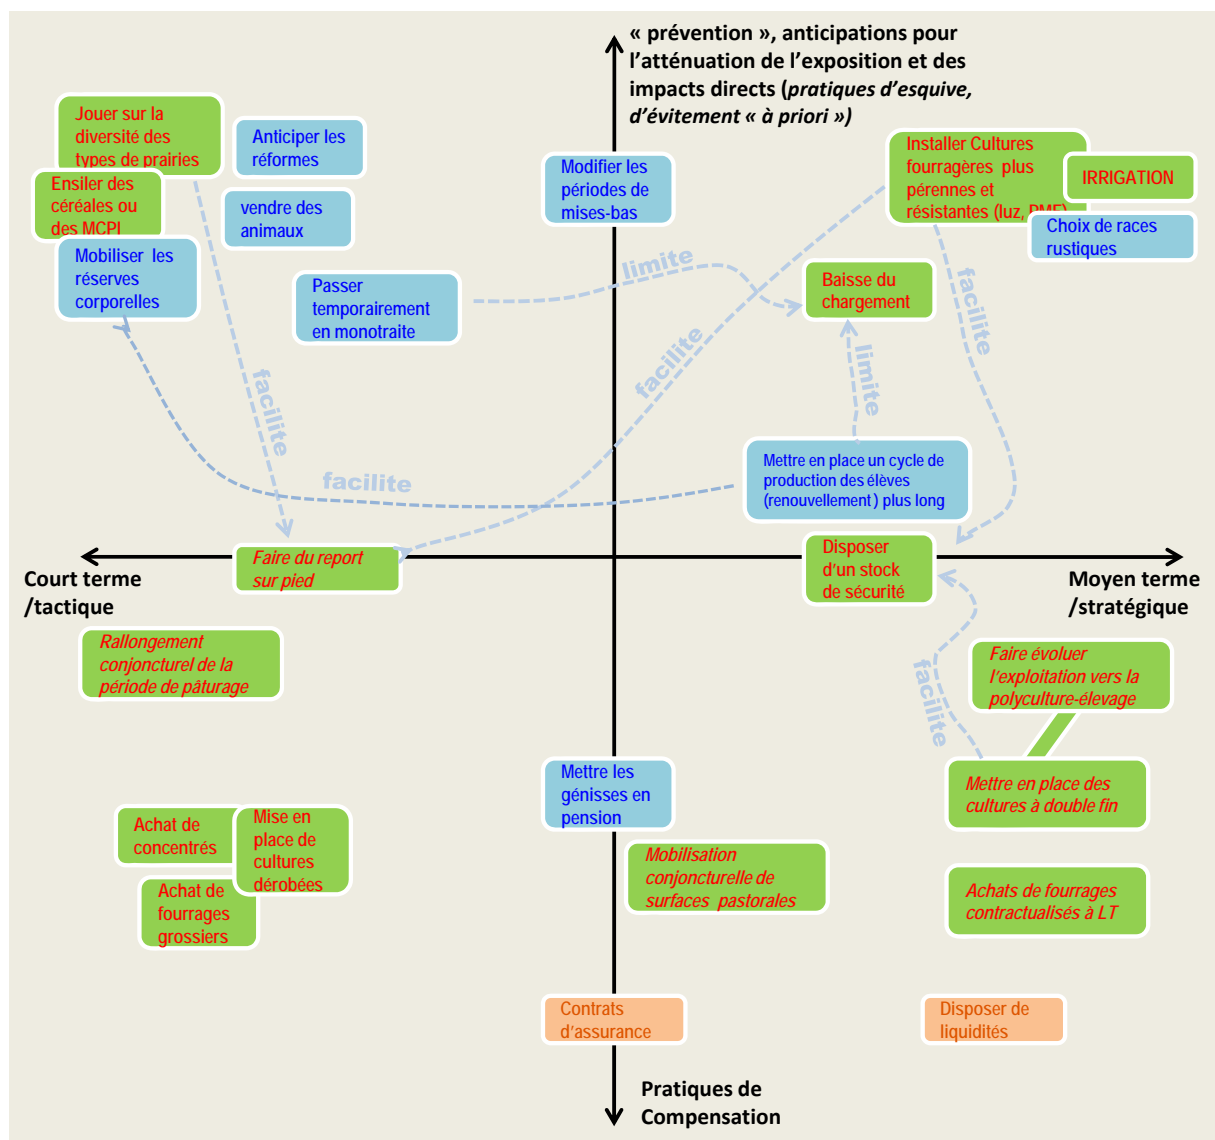 « prévention », anticipations pour
l'atténuation de l'exposition et des
impacts directs (pratiques d'esquive,
d'évitement « à priori »)
Jouer sur la
diversité des
types de prairies
Anticiper les
réformes
Ensiler des
céréales ou
des MCPI
vendre des
animaux
Mobiliser les
réserves
corporelles
Passer
temporairement
en monotraite
Modifier les
périodes de
mises-bas
Installer Cultures
fourragères plus
pérennes et
résistantes (luz, RMF)
IRRIGATION
Choix de races
rustiques
Baisse du
chargement
limite
facilite
facilite
limite
facilite
facilite
Mettre en place un cycle de
production des élèves
(renouvellement) plus long
Faire du report
sur pied
Disposer
d'un stock
de sécurité
Court terme
/tactique
Moyen terme
/stratégique
Rallongement
conjoncturel de la
période de pâturage
Faire évoluer
l'exploitation vers la
polyculture-élevage
facilite
Mettre les
génisses en
pension
Mettre en place des
cultures à double fin
Achat de
concentrés
Mise en
place de
cultures
dérobées
Achat de
fourrages
grossiers
Mobilisation
conjoncturelle de
surfaces pastorales
Achats de fourrages
contractualisés à LT
Contrats
d'assurance
Disposer de
liquidités
Pratiques de
Compensation